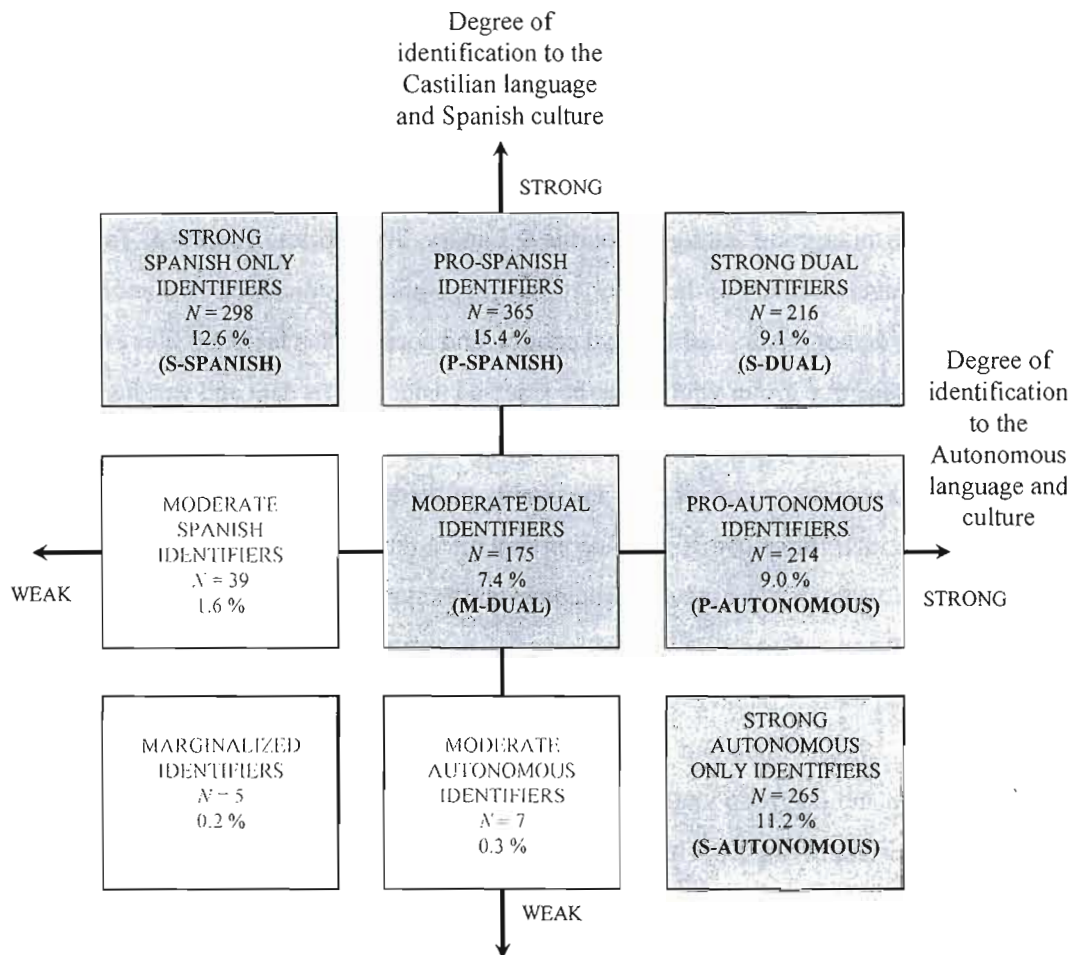 Degree of
identification to the
Castilian language
and Spanish culture
STRONG
STRONG
SPANISH ONLY
IDENTIFIERS
N = 298
12.6 %
(S-SPANISH)
PRO-SPANISH
IDENTIFIERS
N = 365
15.4 %
(P-SPANISH)
STRONG DUAL
IDENTIFIERS
N = 216
9.1 %
(S-DUAL)
Degree of
identification
to the
Autonomous
language and
culture
MODERATE
SPANISH
IDENTIFIERS
N = 39
1.6 %
MODERATE DUAL
IDENTIFIERS
N = 175
7.4 %
(M-DUAL)
PRO-AUTONOMOUS
IDENTIFIERS
N = 214
9.0 %
(P-AUTONOMOUS)
WEAK
STRONG
MARGINALIZED
IDENTIFIERS
N = 5
0.2 %
MODERATE
AUTONOMOUS
IDENTIFIERS
N = 7
0.3 %
STRONG
AUTONOMOUS
ONLY IDENTIFIERS
N = 265
11.2 %
(S-AUTONOMOUS)
WEAK